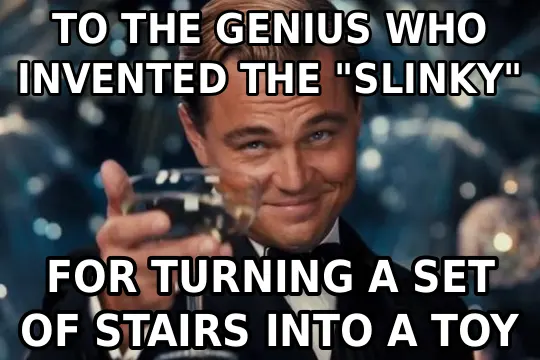 TO THE GENIUS WHO
INVENTED THE "SLINKY"
FOR TURNING A SET
OF STAIRS INTO A TOY